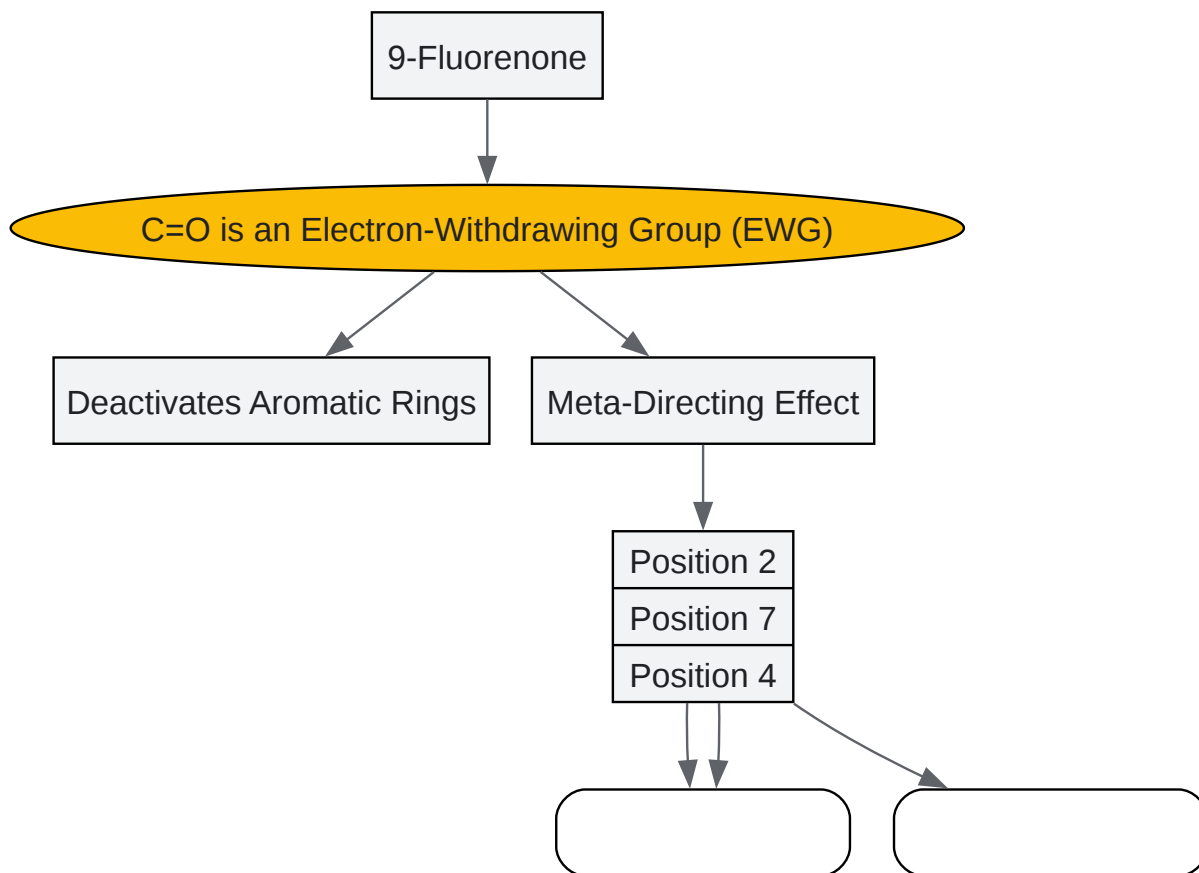 9-Fluorenone
C=O is an Electron-Withdrawing Group (EWG)
Deactivates Aromatic Rings
Meta-Directing Effect
Position 2
Position 7
Position 4